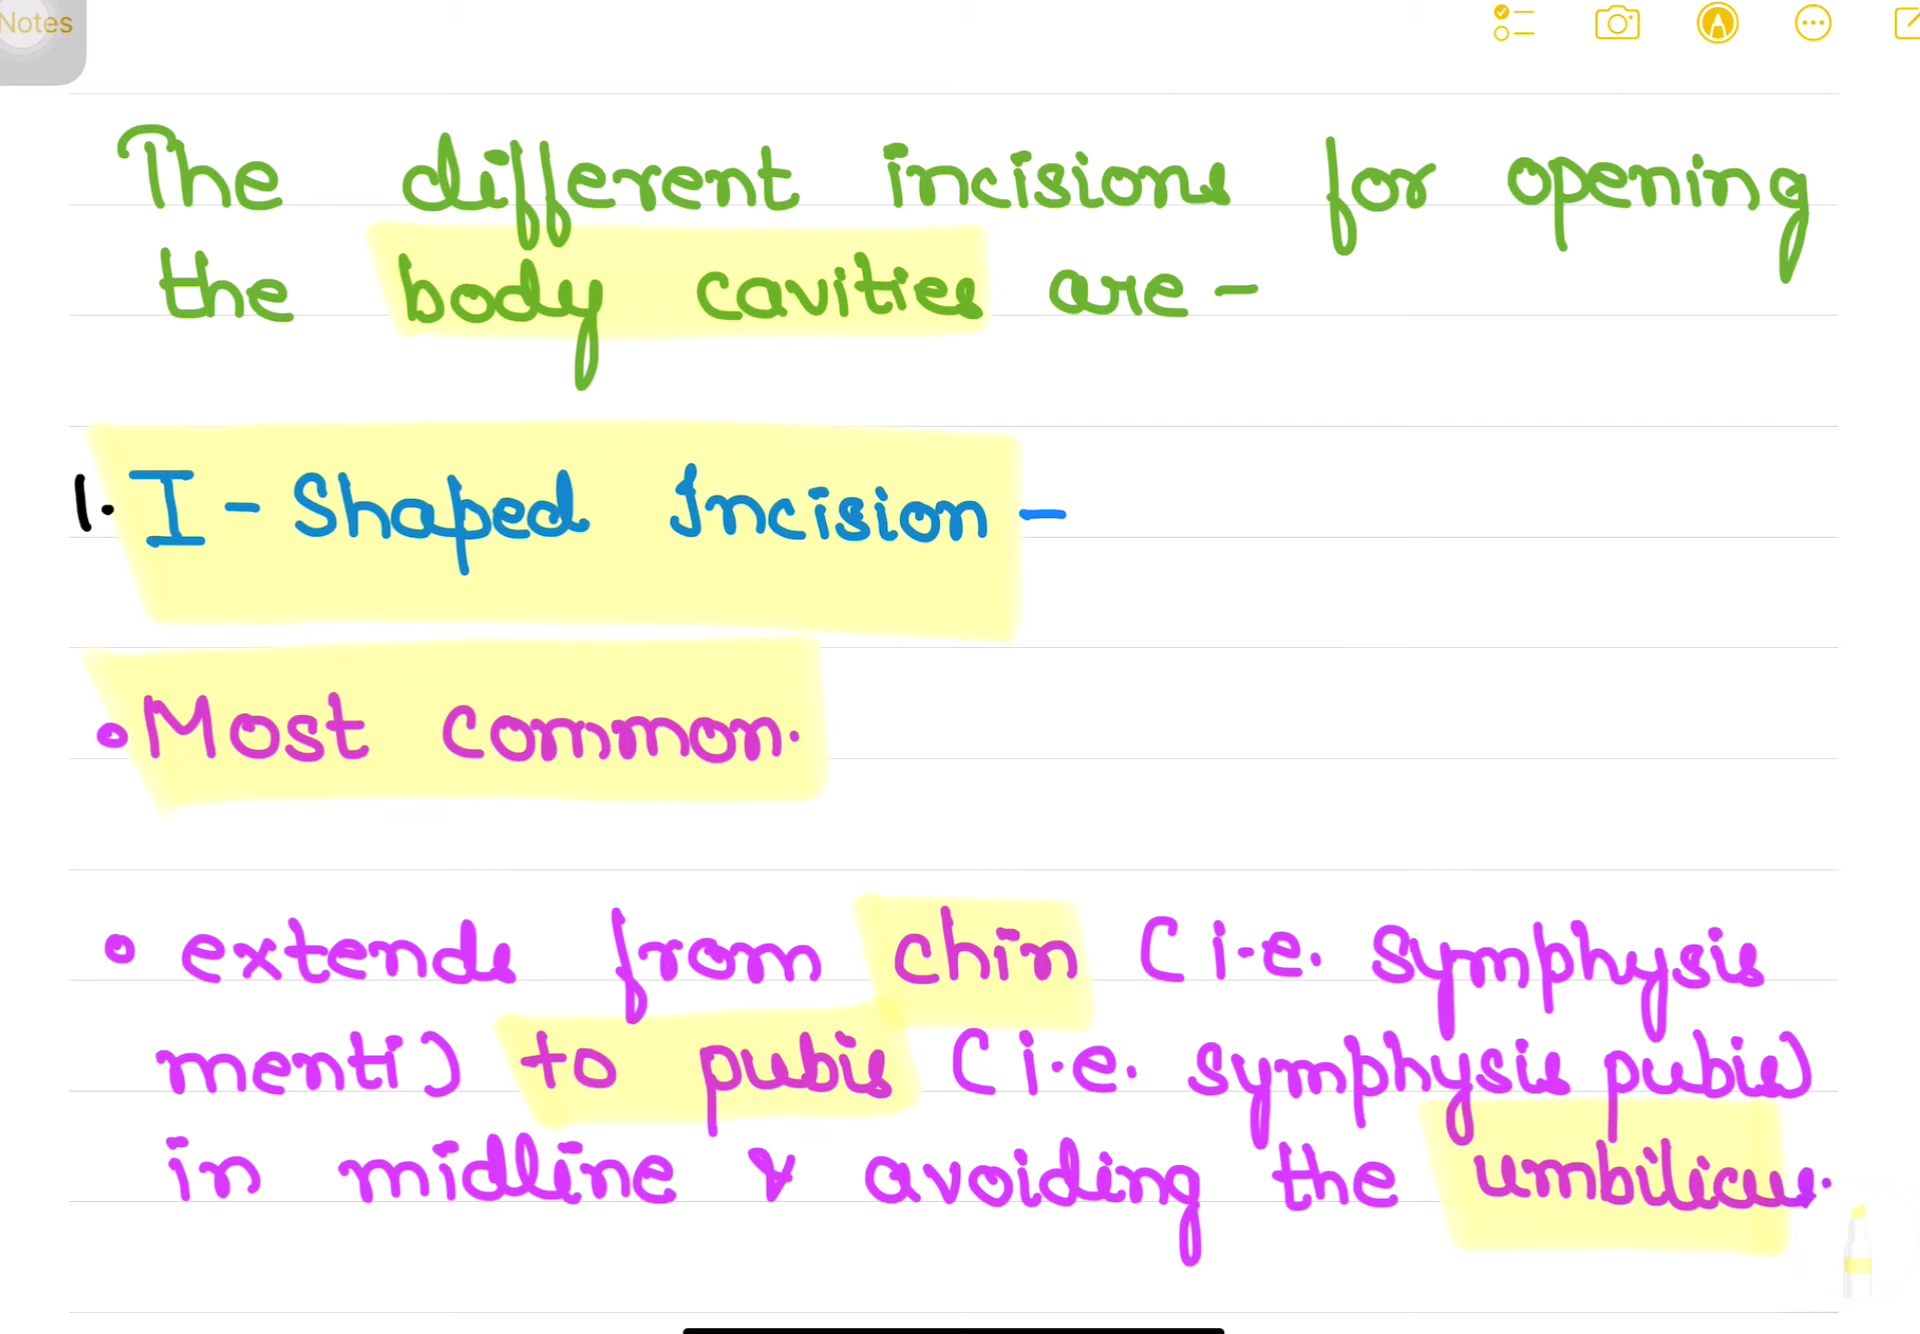 Notes
The different incisions for opening
the body cavities are -
1. I - Shaped Incision -
• Most common.
• extends from chin (i.e. symphysis
menti) to pubis (i.e. symphysis pubis)
in midline & avoiding the umbilicus.